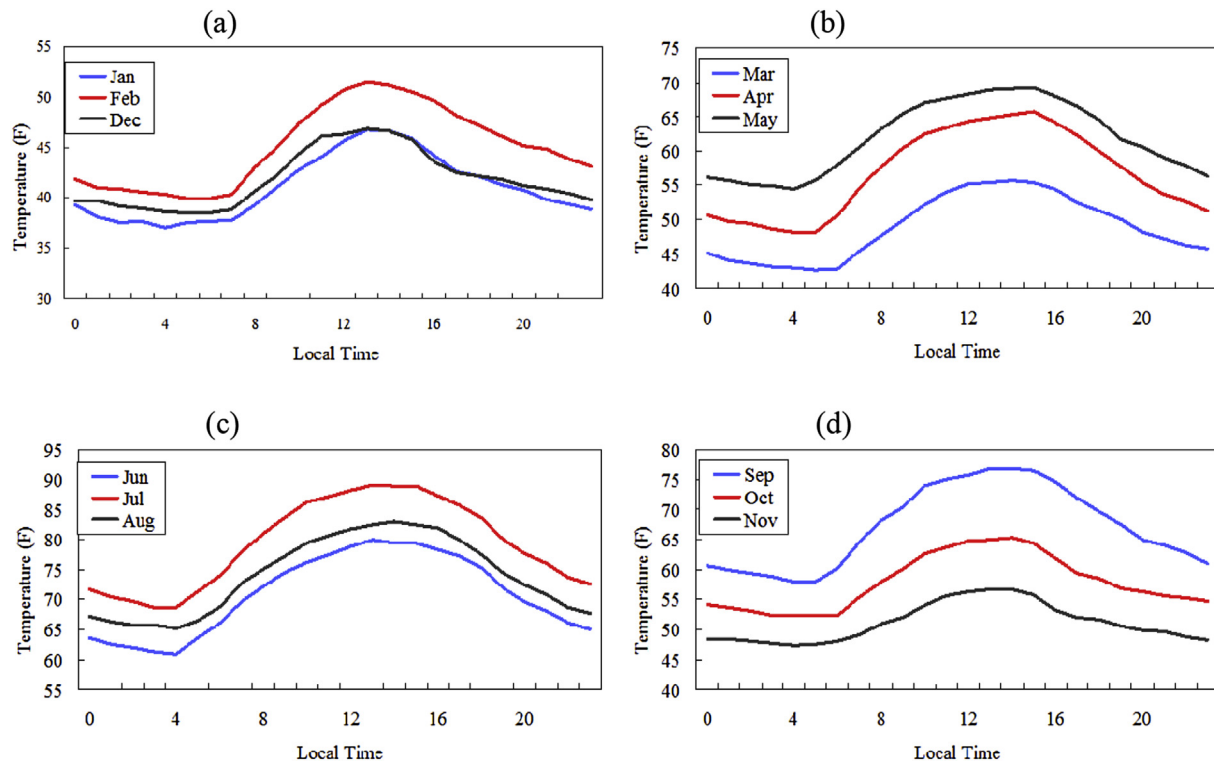 (a)
Temperature (F)
55
50
45
40
35
30
Jan
Feb
Dec
0 4 8 12 16 20
Local Time
(b)
Temperature (F)
75
70
65
60
55
50
45
40
Mar
Apr
May
0 4 8 12 16 20
Local Time
(c)
Temperature (F)
95
90
85
80
75
70
65
60
55
Jun
Jul
Aug
0 4 8 12 16 20
Local Time
(d)
Temperature (F)
80
75
70
65
60
55
50
45
40
Sep
Oct
Nov
0 4 8 12 16 20
Local Time